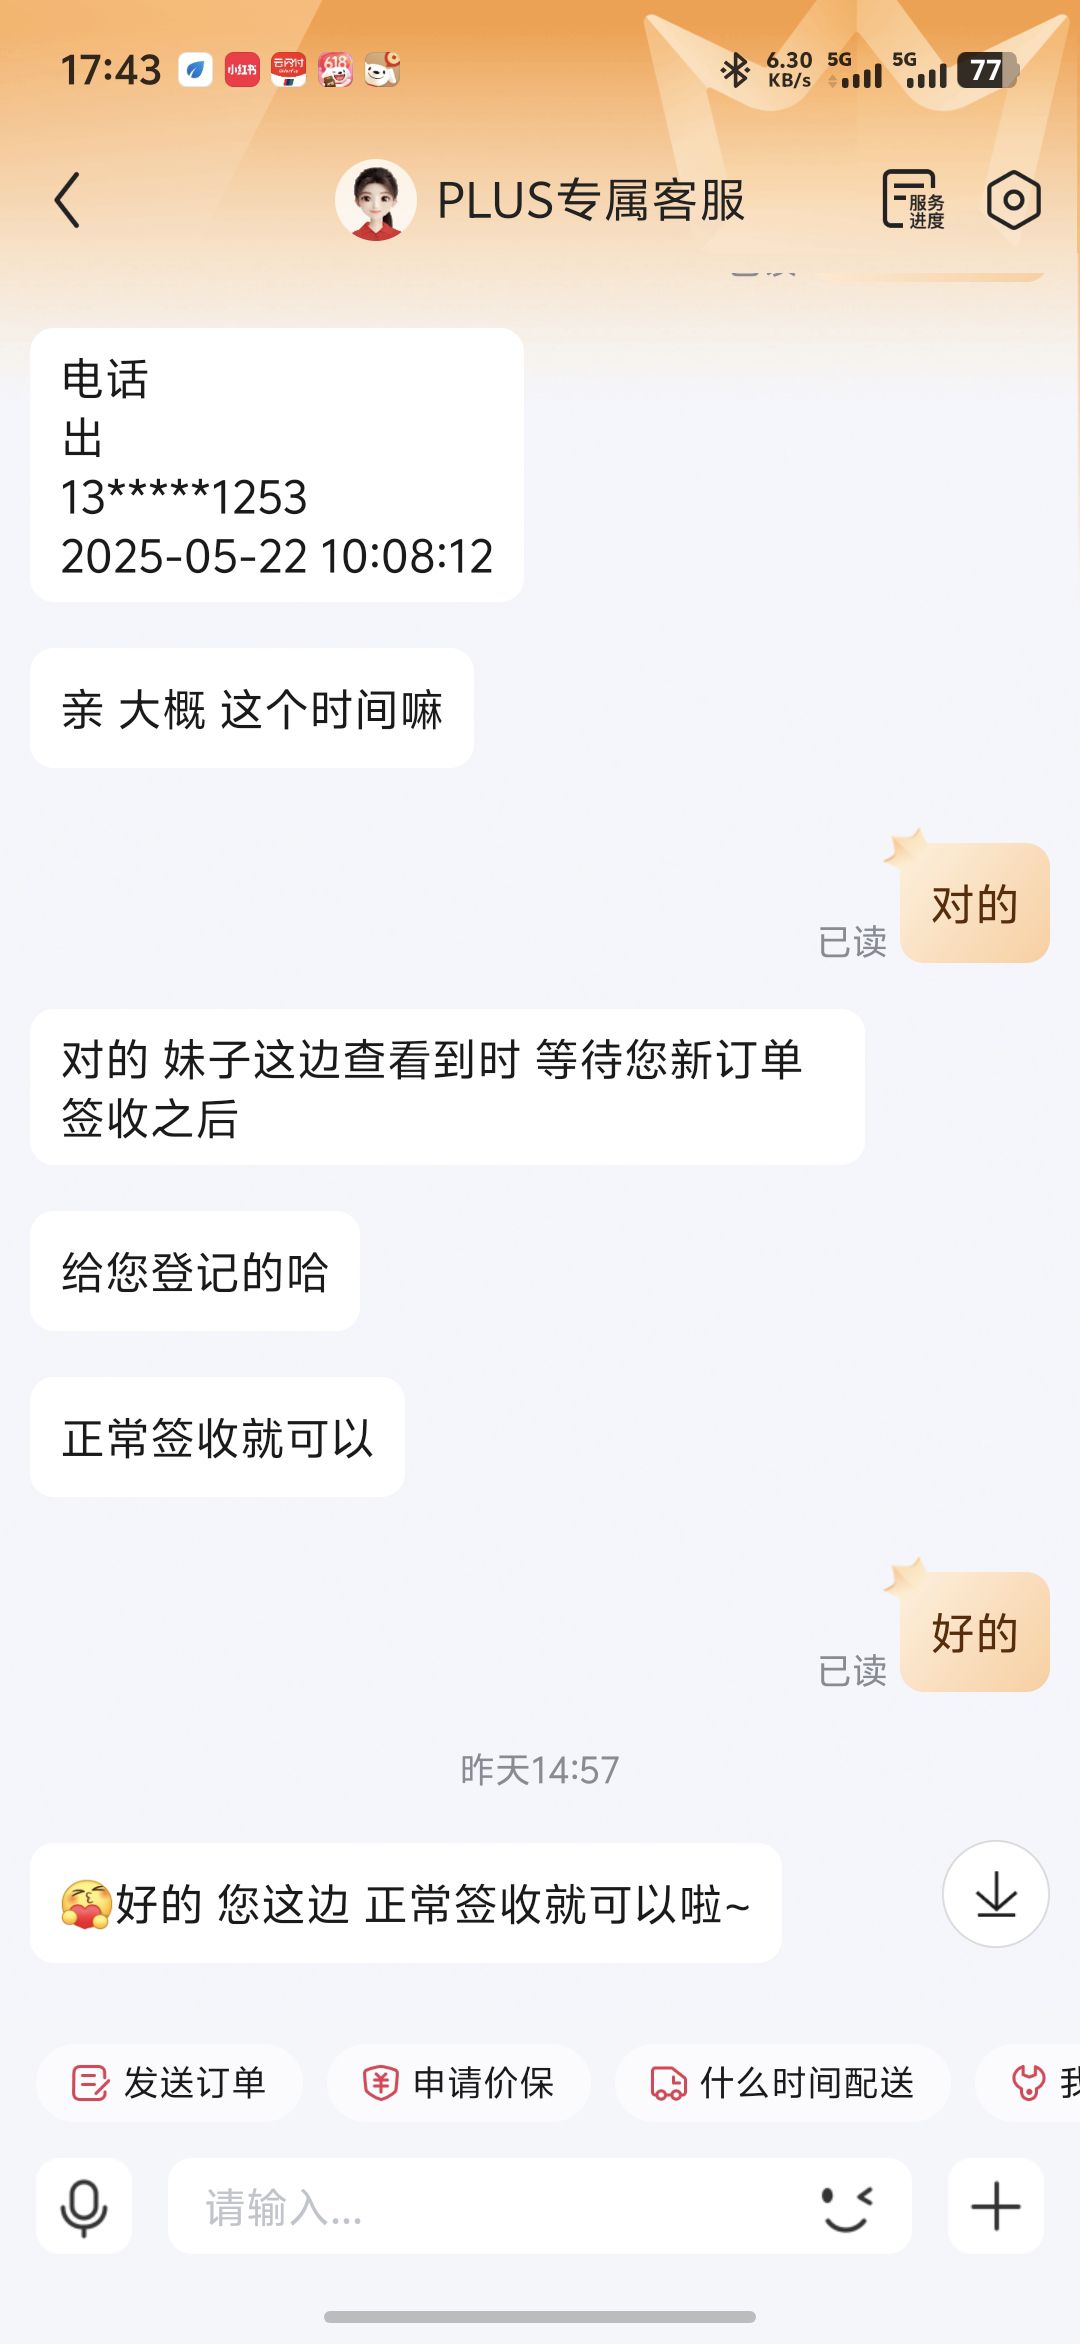 17:43
小红书
云闪付
618
6.30
KB/s
5G
5G
77
PLUS专属客服
服务
进度
电话
出
13*****1253
2025-05-22 10:08:12
亲 大概 这个时间嘛
对的
已读
对的 妹子这边查看到时 等待您新订单
签收之后
给您登记的哈
正常签收就可以
好的
已读
昨天14:57
好的 您这边 正常签收就可以啦~
发送订单
申请价保
什么时间配送
我
请输入...